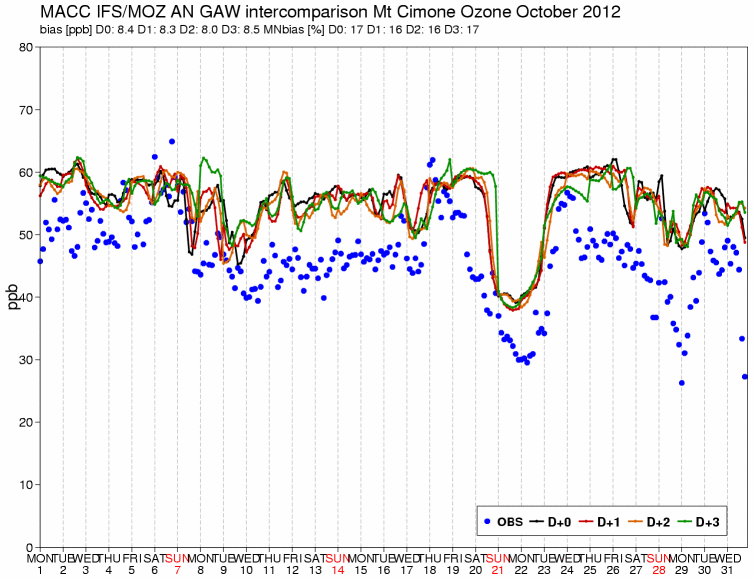 MACC IFS/MOZ AN GAW intercomparison Mt Cimone Ozone October 2012
bias [ppb] D0: 8.4 D1: 8.3 D2: 8.0 D3: 8.5 MNbias [%] D0: 17 D1: 16 D2: 16 D3: 17
80
70
60
50
40
30
20
10
0
ppb
OBS D+0 D+1 D+2 D+3
MON TUE WED THU FRI SAT SUN MON TUE WED THU FRI SAT SUN MON TUE WED THU FRI SAT SUN MON TUE WED THU FRI SAT SUN MON TUE WED
1 2 3 4 5 6 7 8 9 10 11 12 13 14 15 16 17 18 19 20 21 22 23 24 25 26 27 28 29 30 31